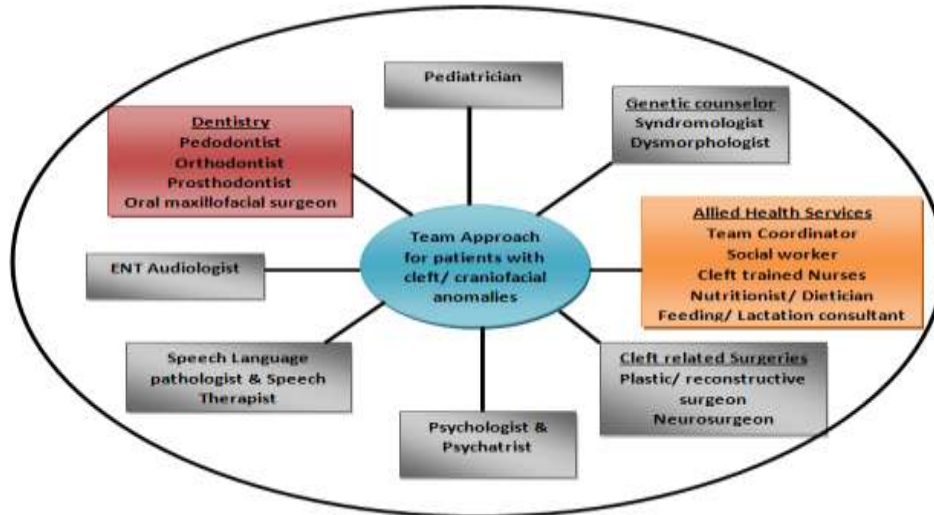 Pediatrician
Genetic counselor
Syndromologist
Dysmorphologist
Dentistry
Pedodontist
Orthodontist
Prosthodontist
Oral maxillofacial surgeon
Team Approach
for patients with
cleft/ craniofacial
anomalies
Allied Health Services
Team Coordinator
Social worker
Cleft trained Nurses
Nutritionist/ Dietician
Feeding/ Lactation consultant
ENT Audiologist
Speech Language
pathologist & Speech
Therapist
Psychologist &
Psychatrist
Cleft related Surgeries
Plastic/ reconstructive
surgeon
Neurosurgeon